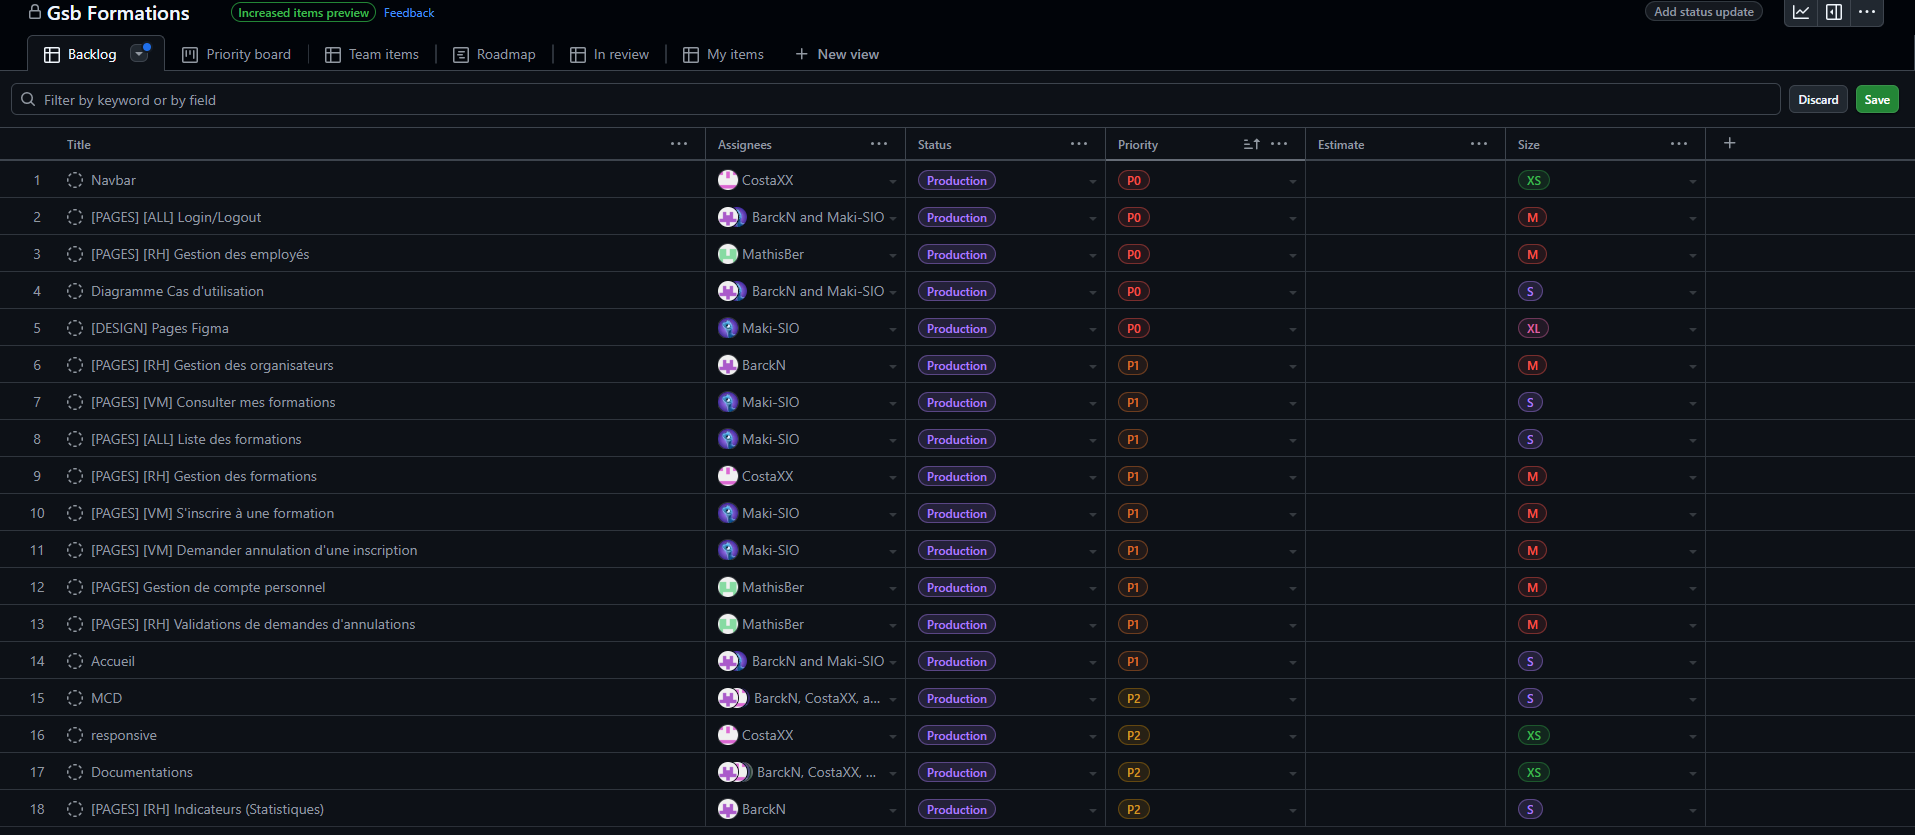 Gsb Formations Increased items preview Feedback Add status update
Backlog Priority board Team items Roadmap In review My items New view
Filter by keyword or by field Discard Save
Title Assignees Status Priority Estimate Size
1 Navbar CostaXX Production P0 XS
2 [PAGES] [ALL] Login/Logout BarckN and Maki-SIO Production P0 M
3 [PAGES] [RH] Gestion des employés MathisBer Production P0 M
4 Diagramme Cas d'utilisation BarckN and Maki-SIO Production P0 S
5 [DESIGN] Pages Figma Maki-SIO Production P0 XL
6 [PAGES] [RH] Gestion des organisateurs BarckN Production P1 M
7 [PAGES] [VM] Consulter mes formations Maki-SIO Production P1 S
8 [PAGES] [ALL] Liste des formations Maki-SIO Production P1 S
9 [PAGES] [RH] Gestion des formations CostaXX Production P1 M
10 [PAGES] [VM] S'inscrire à une formation Maki-SIO Production P1 M
11 [PAGES] [VM] Demander annulation d'une inscription Maki-SIO Production P1 M
12 [PAGES] Gestion de compte personnel MathisBer Production P1 M
13 [PAGES] [RH] Validations de demandes d'annulations MathisBer Production P1 M
14 Accueil BarckN and Maki-SIO Production P1 S
15 MCD BarckN, CostaXX, a... Production P2 S
16 responsive CostaXX Production P2 XS
17 Documentations BarckN, CostaXX, ... Production P2 XS
18 [PAGES] [RH] Indicateurs (Statistiques) BarckN Production P2 S